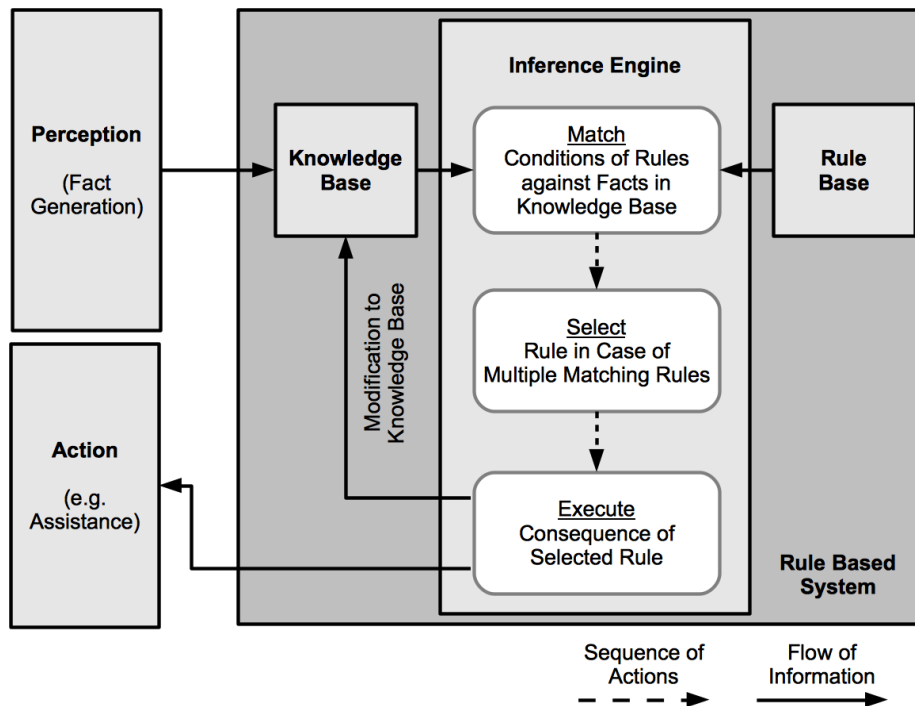 Perception
(Fact
Generation)
Action
(e.g.
Assistance)
Knowledge
Base
Modification to
Knowledge Base
Inference Engine
Match
Conditions of Rules
against Facts in
Knowledge Base
Select
Rule in Case of
Multiple Matching Rules
Execute
Consequence of
Selected Rule
Rule
Base
Rule Based
System
Sequence of
Actions
Flow of
Information